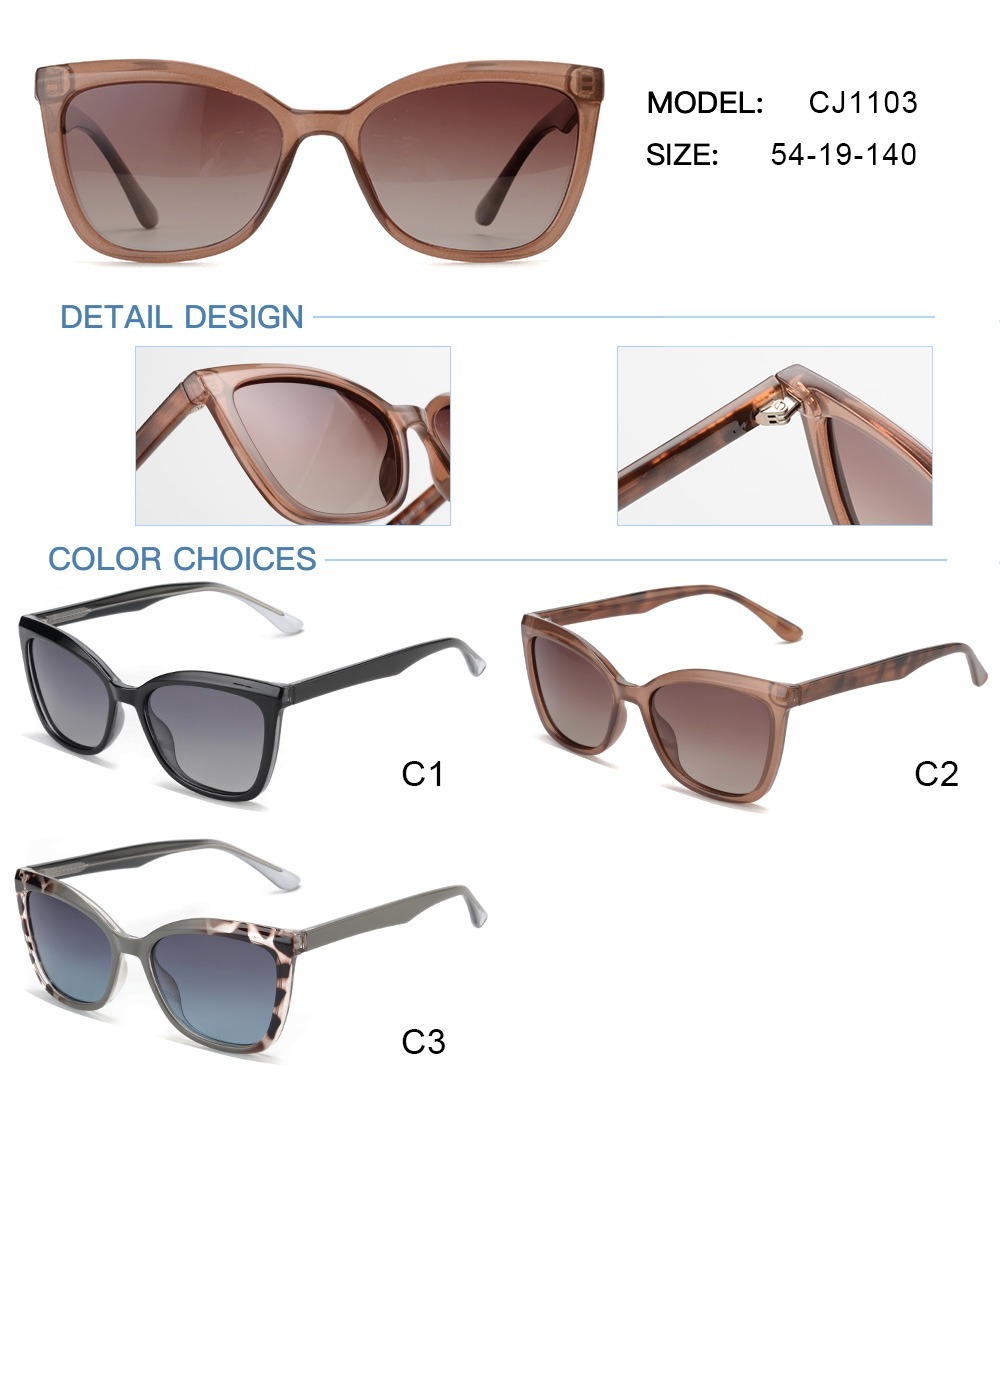 MODEL: CJ1103
SIZE: 54-19-140
DETAIL DESIGN
COLOR CHOICES
C1
C2
C3